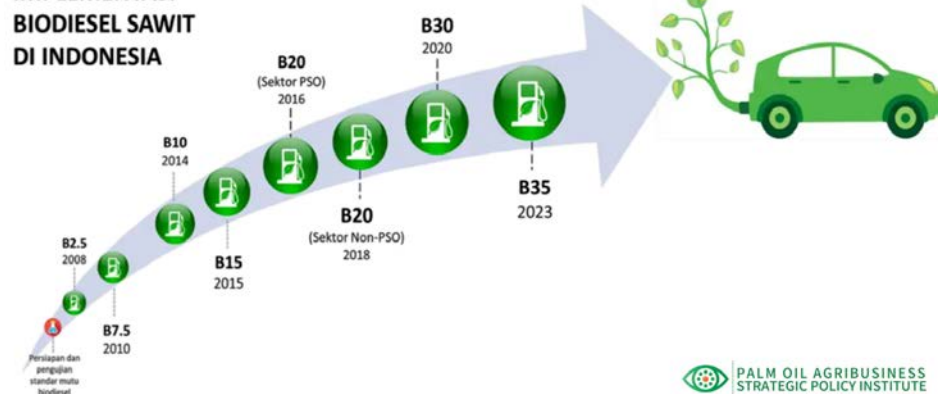 BIODIESEL SAWIT
DI INDONESIA
Persiapan dan
pengujian
standar mutu
biodiesel
B2.5
2008
B7.5
2010
B10
2014
B15
2015
B20
(Sektor PSO)
2016
B20
(Sektor Non-PSO)
2018
B30
2020
B35
2023
PALM OIL AGRIBUSINESS
STRATEGIC POLICY INSTITUTE